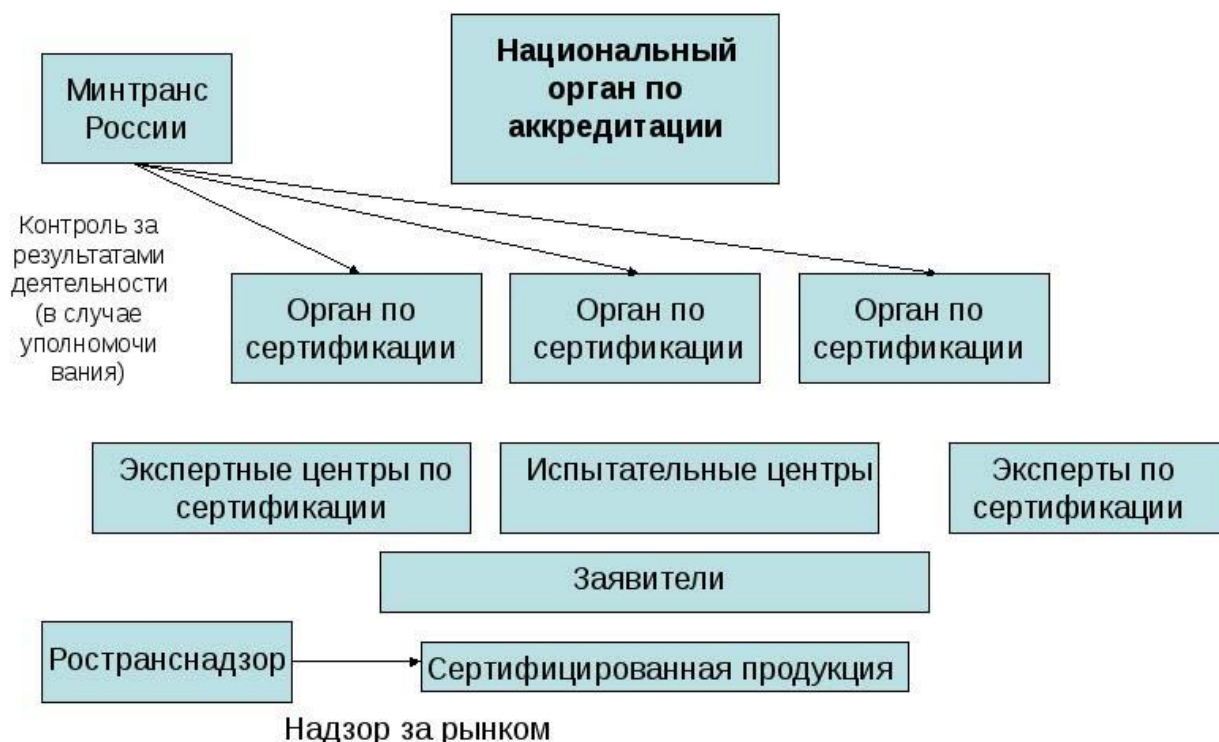 Национальный
орган по
аккредитации
Минтранс
России
Контроль за
результатами
деятельности
(в случае
уполномочи
вания)
Орган по
сертификации
Орган по
сертификации
Орган по
сертификации
Экспертные центры по
сертификации
Испытательные центры
Эксперты по
сертификации
Заявители
Ространснадзор
Сертифицированная продукция
Надзор за рынком